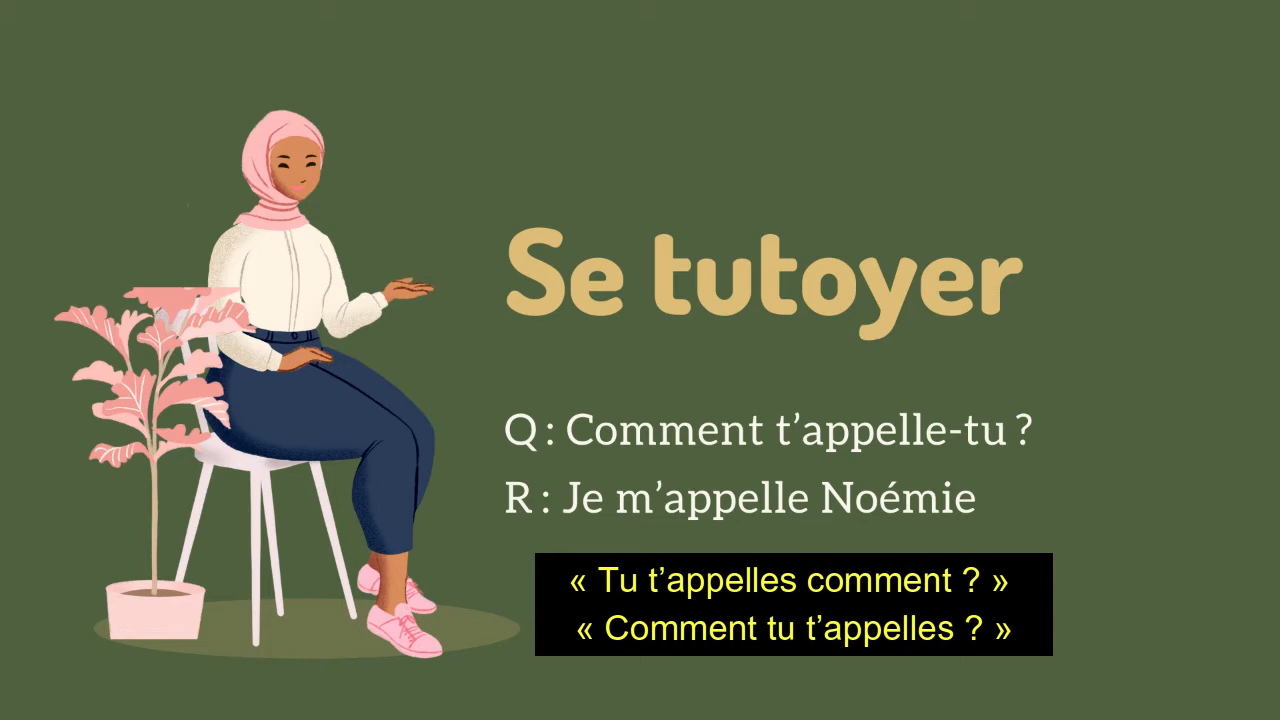 Se tutoyer
Q : Comment t’appelle-tu ?
R : Je m’appelle Noémie
« Tu t’appelles comment ? »
« Comment tu t’appelles ? »